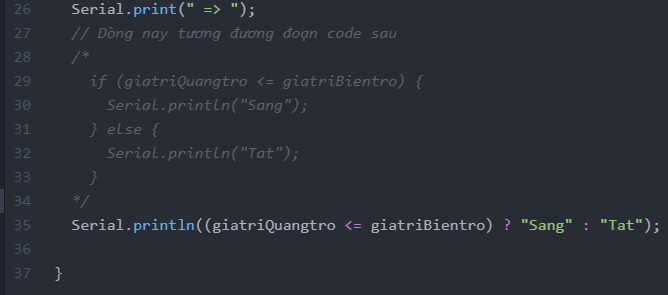 26 Serial.print(" => ");
27 // Dòng nay tương đương đoạn code sau
28 /*
29 if (giatriQuangtro <= giatriBientro) {
30 Serial.println("Sang");
31 } else {
32 Serial.println("Tat");
33 }
34 */
35 Serial.println((giatriQuangtro <= giatriBientro) ? "Sang" : "Tat");
36
37 }